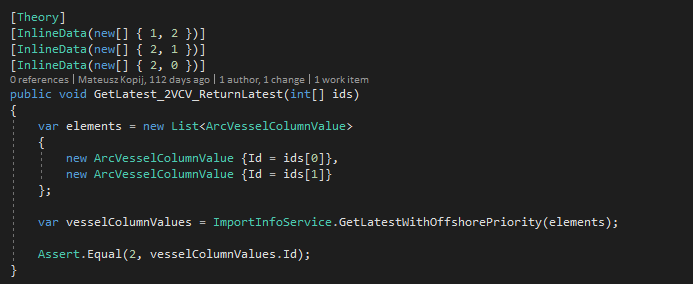 [Theory]
[InlineData(new[] { 1, 2 })]
[InlineData(new[] { 2, 1 })]
[InlineData(new[] { 2, 0 })]
0 references | Mateusz Kopij, 112 days ago | 1 author, 1 change | 1 work item
public void GetLatest_2VCV_ReturnLatest(int[] ids)
{
    var elements = new List<ArcVesselColumnValue>
    {
        new ArcVesselColumnValue {Id = ids[0]},
        new ArcVesselColumnValue {Id = ids[1]}
    };

    var vesselColumnValues = ImportInfoService.GetLatestWithOffshorePriority(elements);

    Assert.Equal(2, vesselColumnValues.Id);
}